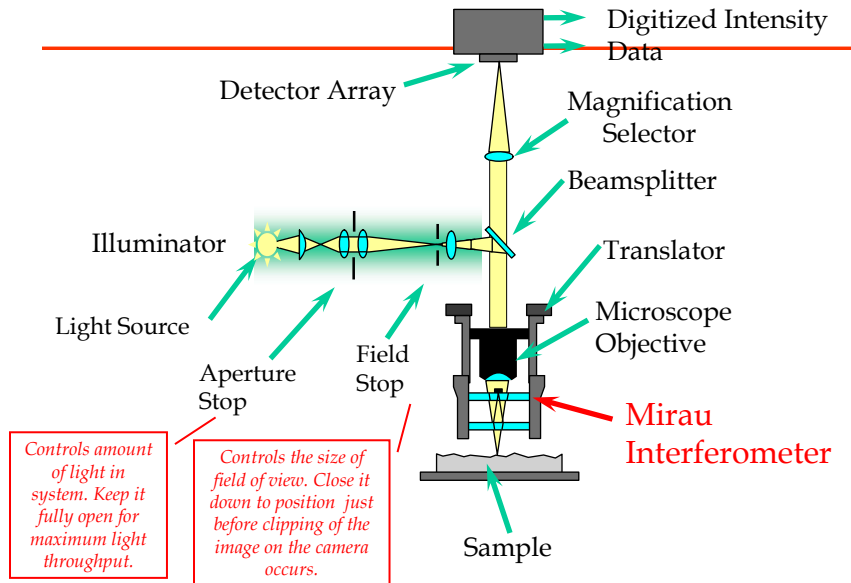 Digitized Intensity
Data
Detector Array
Magnification
Selector
Beamsplitter
Illuminator
Translator
Light Source
Microscope
Objective
Field
Stop
Aperture
Stop
Mirau
Interferometer
Controls amount
of light in
system. Keep it
fully open for
maximum light
throughput.
Controls the size of
field of view. Close it
down to position just
before clipping of the
image on the camera
occurs.
Sample